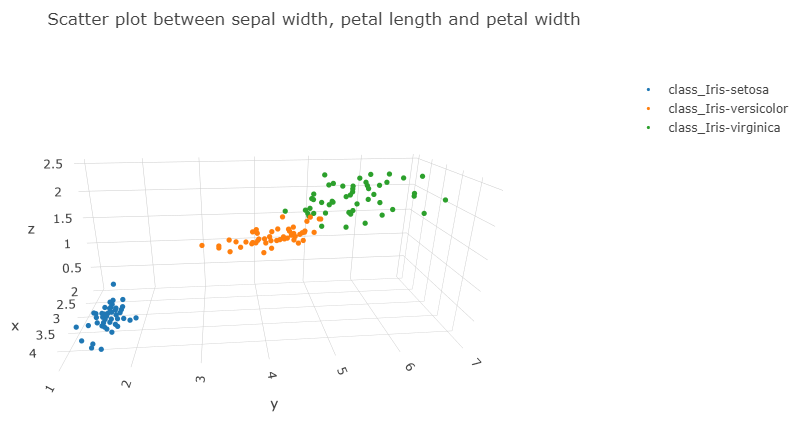 Scatter plot between sepal width, petal length and petal width
class_Iris-setosa
class_Iris-versicolor
class_Iris-virginica
2.5
2
1.5
z
1
0.5
2
2.5
3
x
3.5
4
1
2
3
4
5
6
7
y